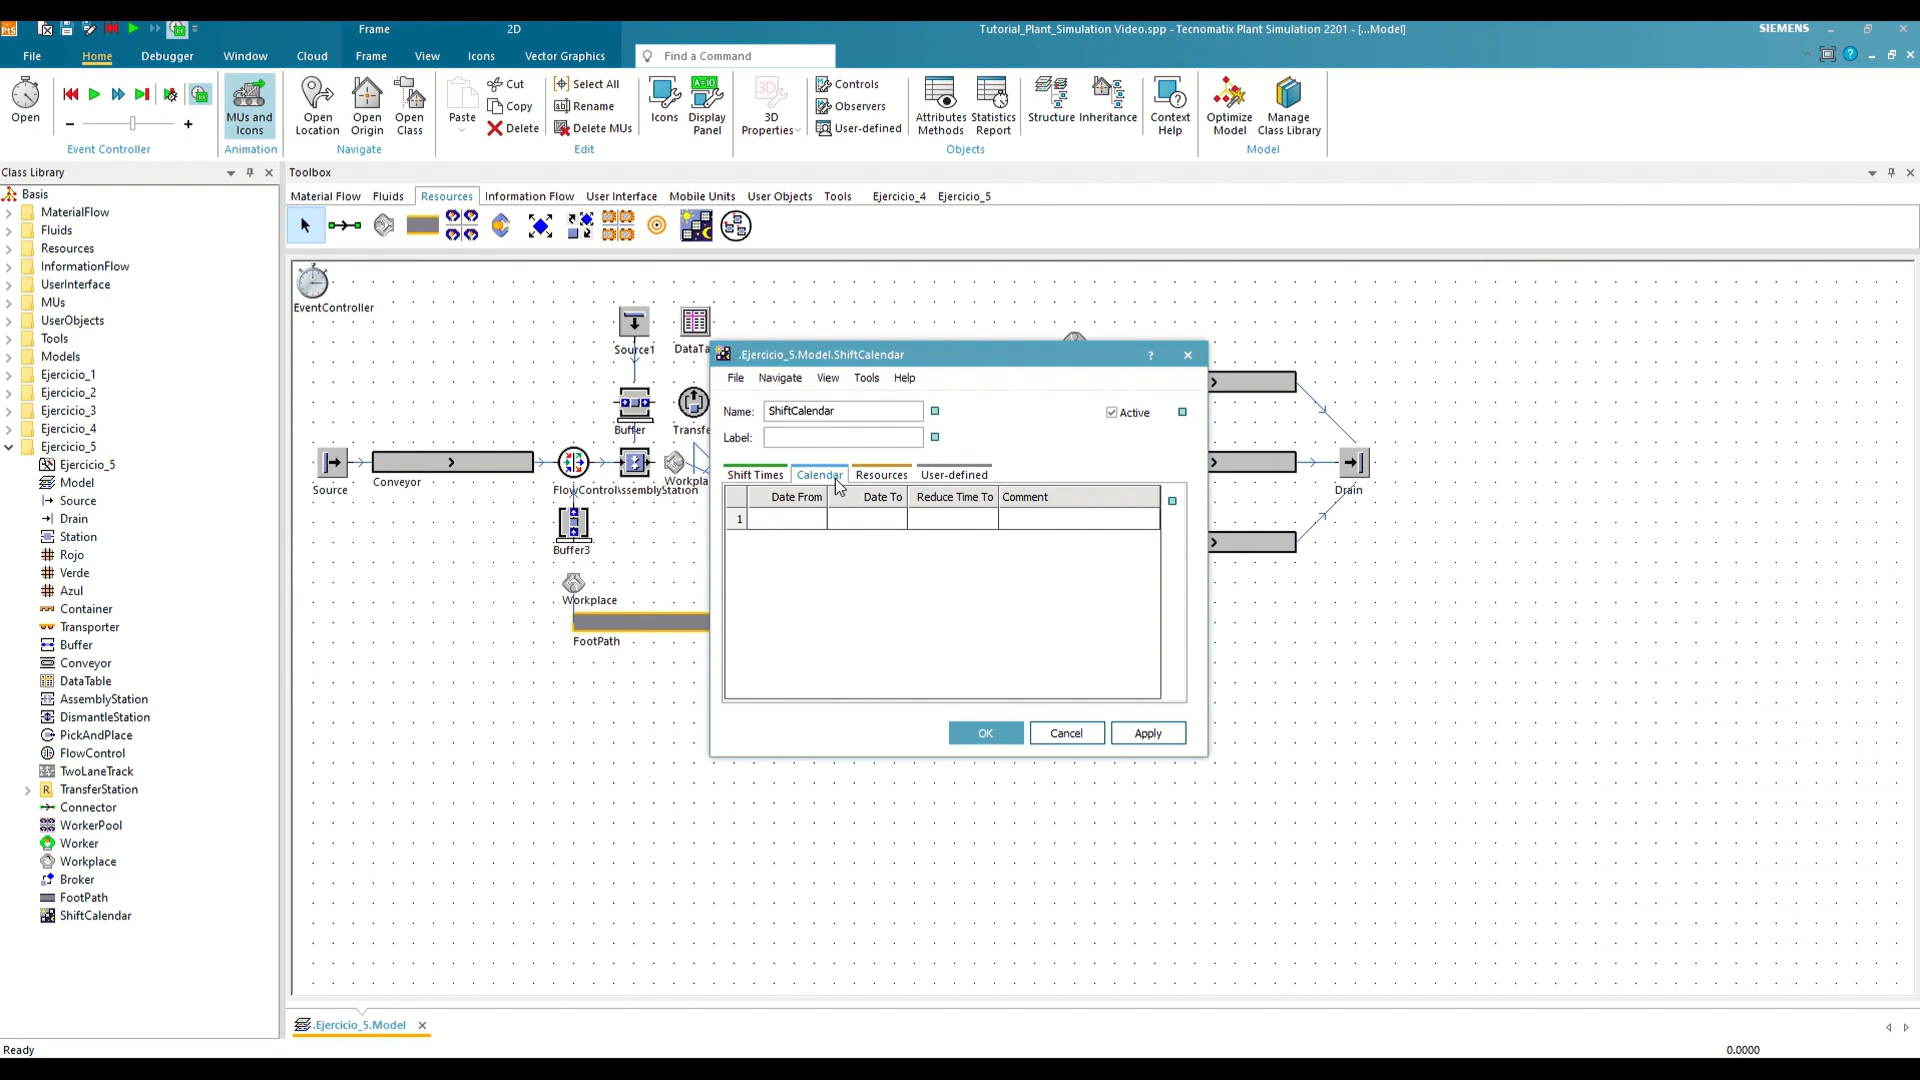 Frame
2D
Tutorial_Plant_Simulation Video.spp - Tecnomatix Plant Simulation 2201 - [...Model]
SIEMENS
File
Home
Debugger
Window
Cloud
Frame
View
Icons
Vector Graphics
Find a Command
Open
Event Controller
MUs and Icons
Animation
Open Location
Open Origin
Open Class
Navigate
Paste
Cut
Copy
Delete
Select All
Rename
Delete MUs
Edit
Icons
Display Panel
3D Properties
Controls
Observers
User-defined
Attributes Methods
Statistics Report
Structure
Inheritance
Objects
Context Help
Optimize Model
Manage Class Library
Model
Class Library
Basis
MaterialFlow
Fluids
Resources
InformationFlow
UserInterface
MUs
UserObjects
Tools
Models
Ejercicio_1
Ejercicio_2
Ejercicio_3
Ejercicio_4
Ejercicio_5
Ejercicio_5
Model
Source
Drain
Station
Rojo
Verde
Azul
Container
Transporter
Buffer
Conveyor
DataTable
AssemblyStation
DismantleStation
PickAndPlace
FlowControl
TwoLaneTrack
TransferStation
Connector
WorkerPool
Worker
Workplace
Broker
FootPath
ShiftCalendar
Toolbox
Material Flow
Fluids
Resources
Information Flow
User Interface
Mobile Units
User Objects
Tools
Ejercicio_4
Ejercicio_5
EventController
Source1
DataTa
Buffer
Transfe
Source
Conveyor
FlowControl
AssemblyStation
Workpla
Buffer3
Workplace
FootPath
Drain
.Ejercicio_5.Model.ShiftCalendar
?
File
Navigate
View
Tools
Help
Name:
ShiftCalendar
Active
Label:
Shift Times
Calendar
Resources
User-defined
Date From
Date To
Reduce Time To
Comment
1
OK
Cancel
Apply
.Ejercicio_5.Model
Ready
0.0000